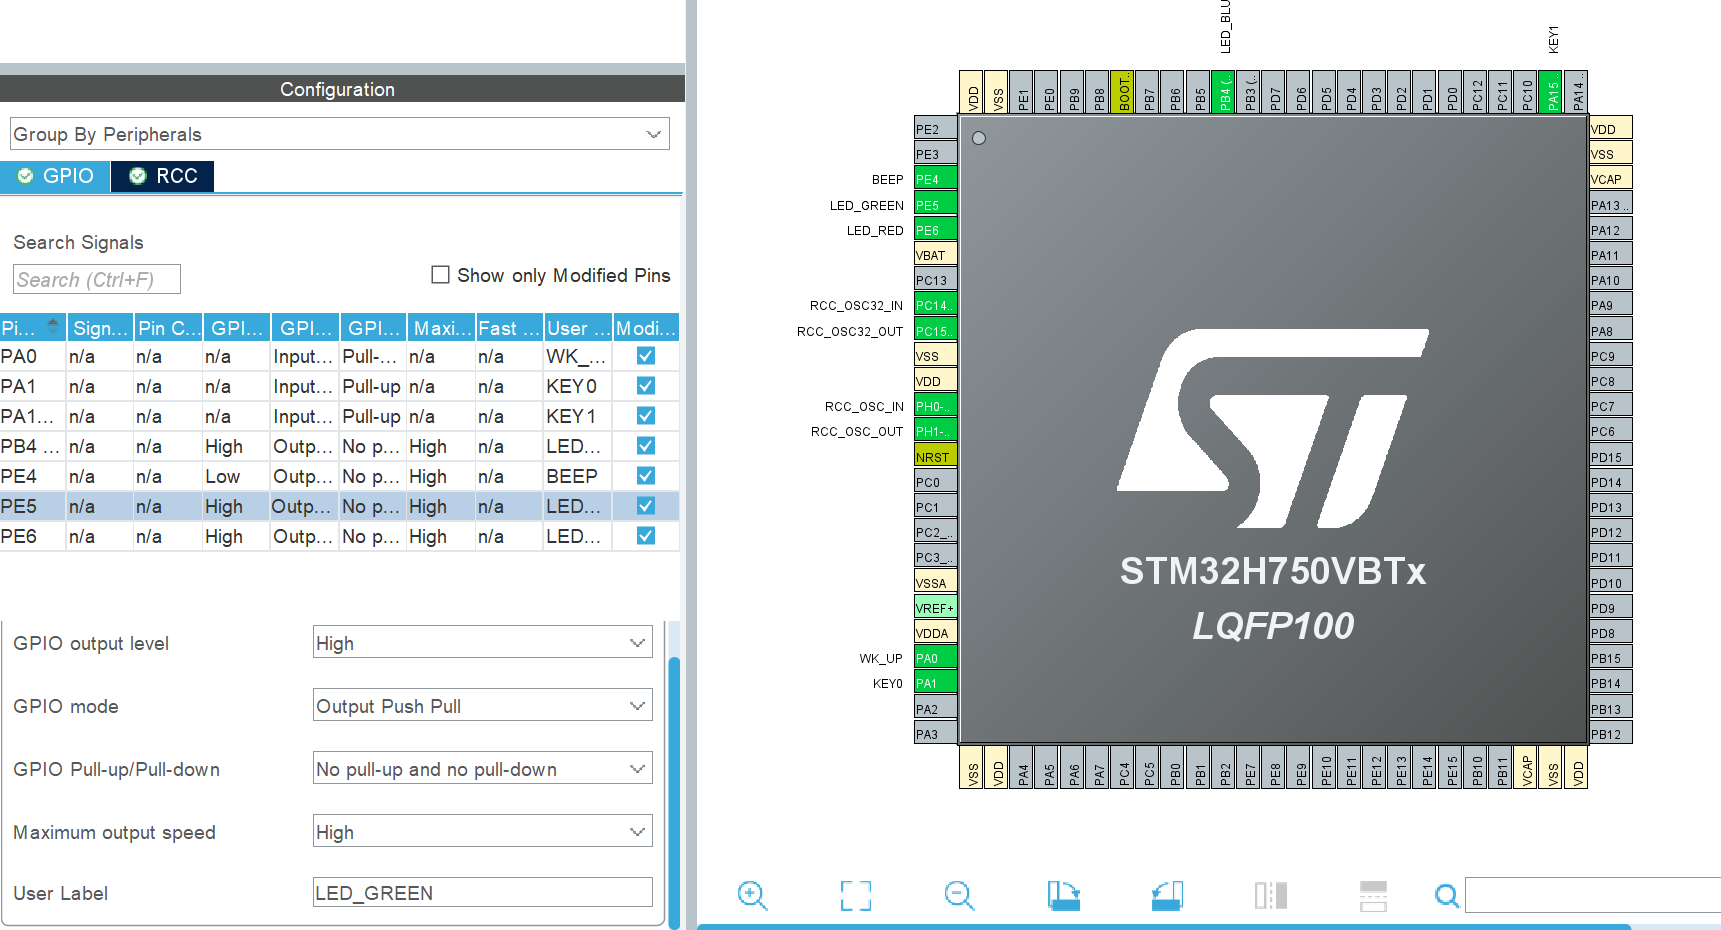 Configuration
Group By Peripherals
GPIO RCC
Search Signals
Search (Ctrl+F)
Show only Modified Pins
Pi... Sign... Pin C... GPI... GPI... GPI... Maxi... Fast ... User ... Modi...
PA0 n/a n/a n/a Input... Pull-... n/a n/a WK_...
PA1 n/a n/a n/a Input... Pull-up n/a n/a KEY0
PA1... n/a n/a n/a Input... Pull-up n/a n/a KEY1
PB4 ... n/a n/a High Outp... No p... High n/a LED...
PE4 n/a n/a Low Outp... No p... High n/a BEEP
PE5 n/a n/a High Outp... No p... High n/a LED...
PE6 n/a n/a High Outp... No p... High n/a LED...
GPIO output level High
GPIO mode Output Push Pull
GPIO Pull-up/Pull-down No pull-up and no pull-down
Maximum output speed High
User Label LED_GREEN
LED_BLU
KEY1
VDD VSS PE1 PE0 PB9 PB8 BOOT.. PB7 PB6 PB5 PB4 (.. PB3 (.. PD7 PD6 PD5 PD4 PD3 PD2 PD1 PD0 PC12 PC11 PC10 PA15.. PA14 ..
PE2
PE3
BEEP PE4
LED_GREEN PE5
LED_RED PE6
VBAT
PC13
RCC_OSC32_IN PC14..
RCC_OSC32_OUT PC15..
VSS
VDD
RCC_OSC_IN PH0-..
RCC_OSC_OUT PH1-..
NRST
PC0
PC1
PC2_..
PC3_..
VSSA
VREF+
VDDA
WK_UP PA0
KEY0 PA1
PA2
PA3
ST
STM32H750VBTx
LQFP100
VDD
VSS
VCAP
PA13 ..
PA12
PA11
PA10
PA9
PA8
PC9
PC8
PC7
PC6
PD15
PD14
PD13
PD12
PD11
PD10
PD9
PD8
PB15
PB14
PB13
PB12
VSS VDD PA4 PA5 PA6 PA7 PC4 PC5 PB0 PB1 PB2 PE7 PE8 PE9 PE10 PE11 PE12 PE13 PE14 PE15 PB10 PB11 VCAP VSS VDD